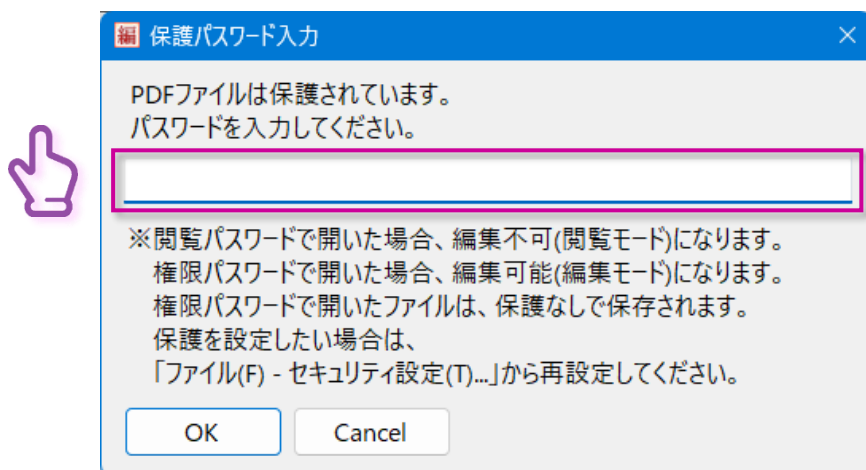 編 保護パスワード入力
PDFファイルは保護されています。
パスワードを入力してください。
※閲覧パスワードで開いた場合、編集不可(閲覧モード)になります。
権限パスワードで開いた場合、編集可能(編集モード)になります。
権限パスワードで開いたファイルは、保護なしで保存されます。
保護を設定したい場合は、
「ファイル(F) - セキュリティ設定(T)...」から再設定してください。
OK Cancel